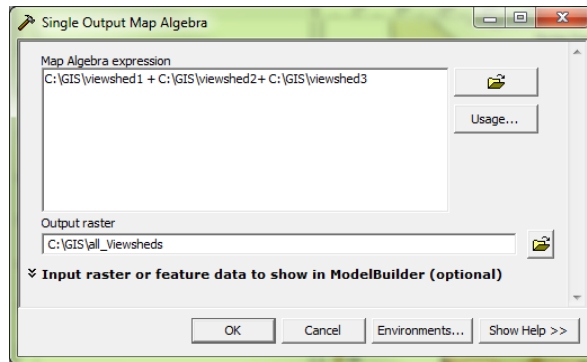 Single Output Map Algebra
Map Algebra expression
C:\GIS\viewshed1 + C:\GIS\viewshed2+ C:\GIS\viewshed3
Usage...
Output raster
C:\GIS\all_Viewsheds
Input raster or feature data to show in ModelBuilder (optional)
OK Cancel Environments... Show Help >>